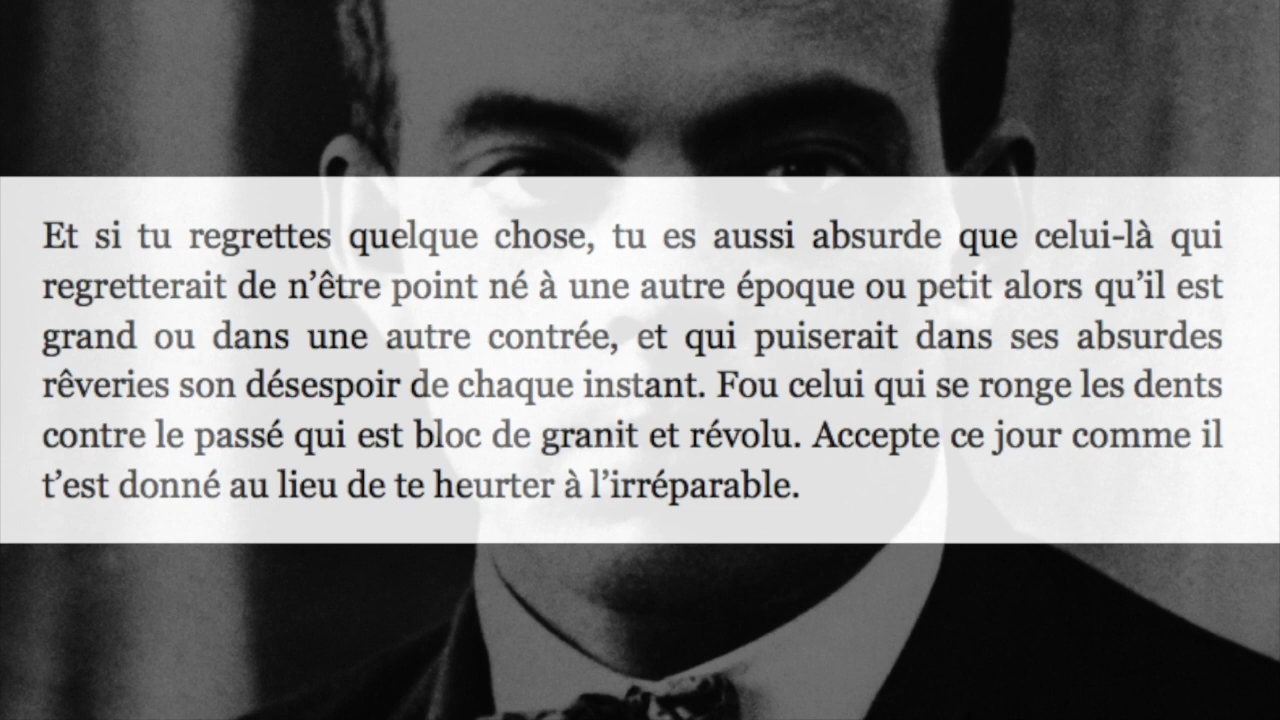 Et si tu regrettes quelque chose, tu es aussi absurde que celui-là qui
regretterait de n’être point né à une autre époque ou petit alors qu’il est
grand ou dans une autre contrée, et qui puiserait dans ses absurdes
rêveries son désespoir de chaque instant. Fou celui qui se ronge les dents
contre le passé qui est bloc de granit et révolu. Accepte ce jour comme il
t’est donné au lieu de te heurter à l’irréparable.